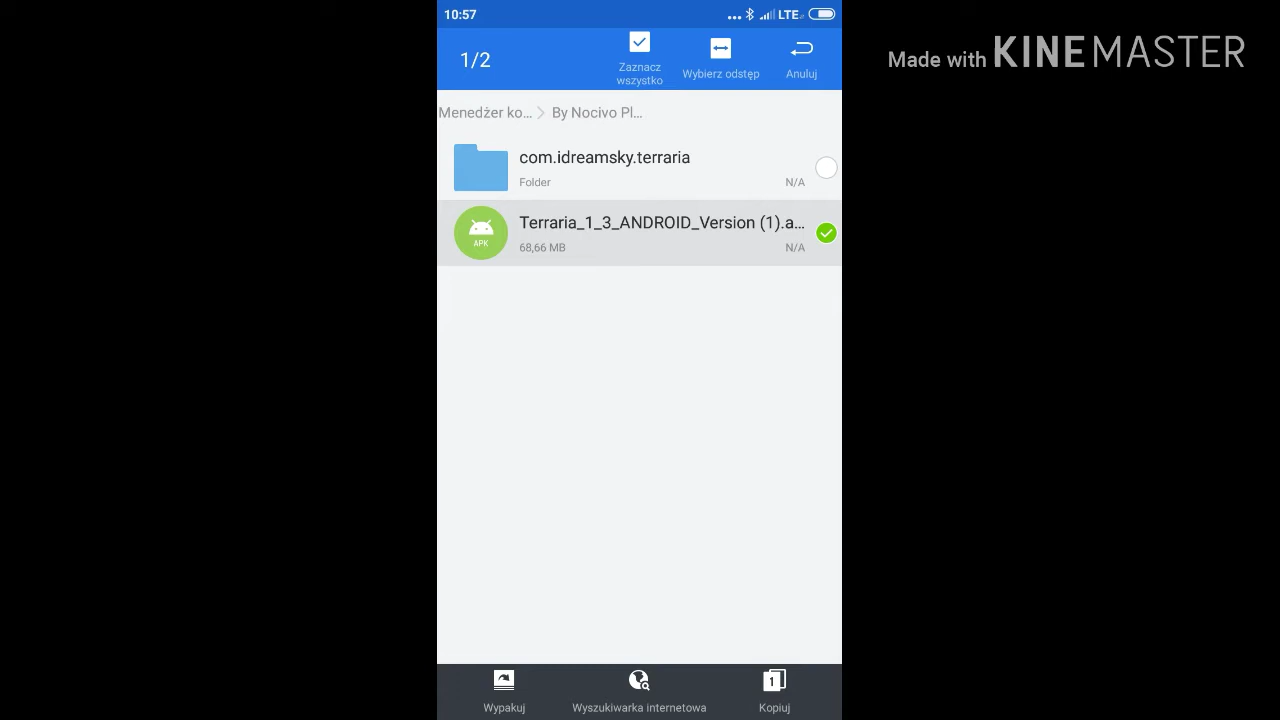 10:57
LTE
Made with KINEMASTER
1/2
Zaznacz
wszystko
Wybierz odstęp
Anuluj
Menedżer ko...
By Nocivo Pl...
com.idreamsky.terraria
Folder
N/A
Terraria_1_3_ANDROID_Version (1).a...
APK
68,66 MB
N/A
Wypakuj
1
Wyszukiwarka internetowa
Kopiuj